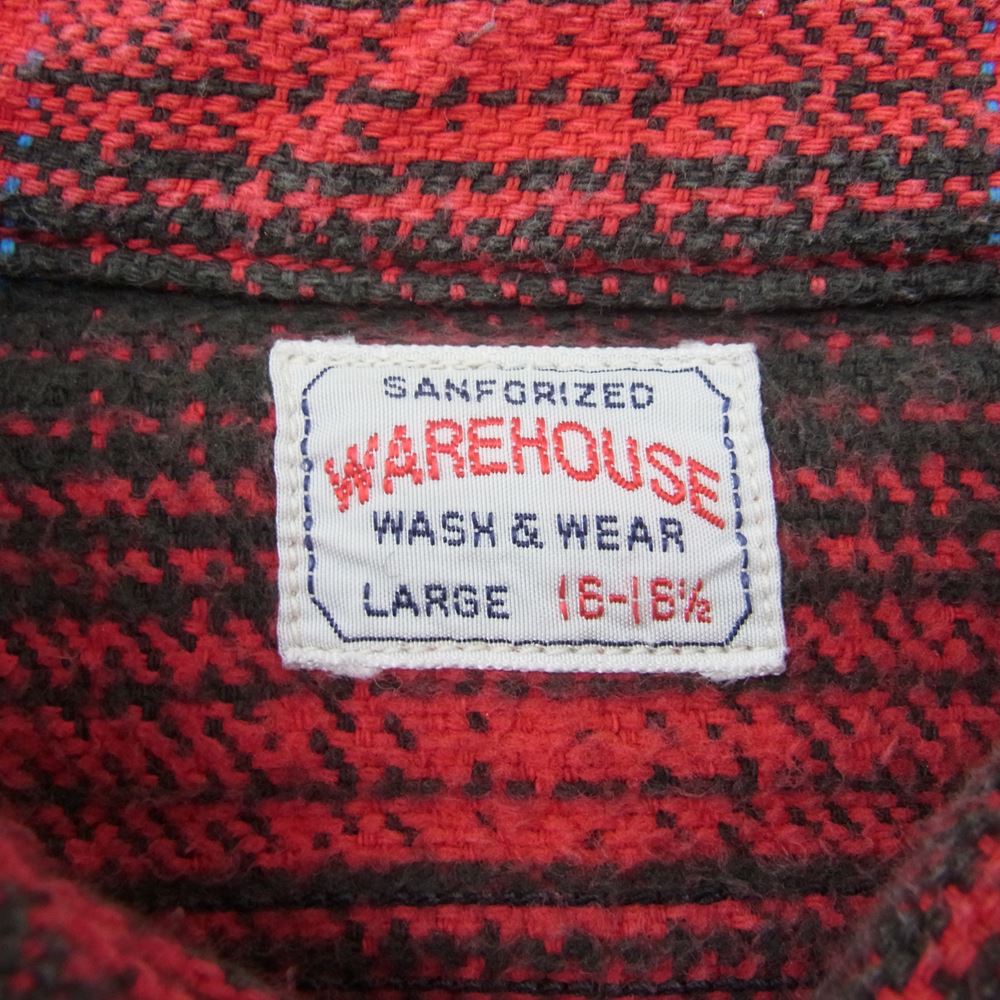 SANFORIZED
WAREHOUSE
WASH & WEAR
LARGE 16-16½